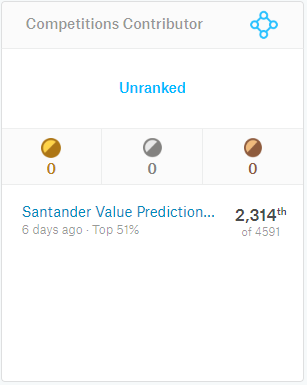 Competitions Contributor
Unranked
0 0 0
Santander Value Prediction... 2,314th
6 days ago · Top 51% of 4591